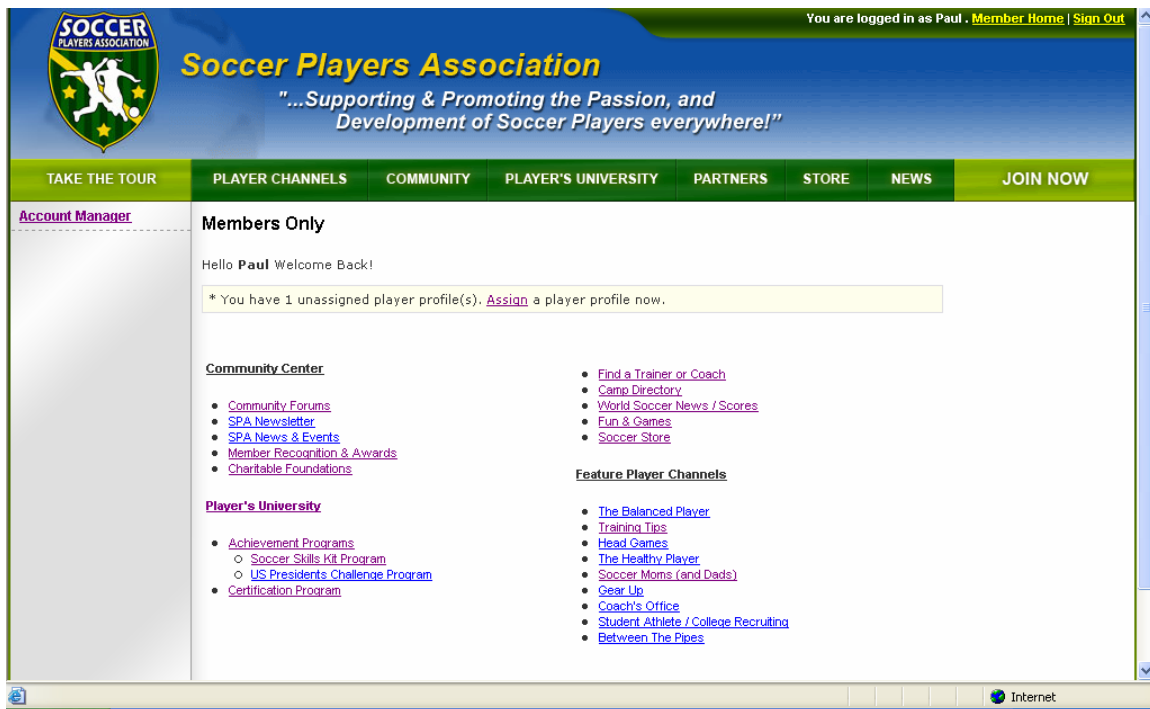 SOCCER
PLAYERS ASSOCIATION
You are logged in as Paul . Member Home | Sign Out
Soccer Players Association
"...Supporting & Promoting the Passion, and
Development of Soccer Players everywhere!”
TAKE THE TOUR PLAYER CHANNELS COMMUNITY PLAYER'S UNIVERSITY PARTNERS STORE NEWS JOIN NOW
Account Manager
Members Only
Hello Paul Welcome Back!
* You have 1 unassigned player profile(s). Assign a player profile now.
Community Center
Community Forums
SPA Newsletter
SPA News & Events
Member Recognition & Awards
Charitable Foundations
Player's University
Achievement Programs
Soccer Skills Kit Program
US Presidents Challenge Program
Certification Program
Find a Trainer or Coach
Camp Directory
World Soccer News / Scores
Fun & Games
Soccer Store
Feature Player Channels
The Balanced Player
Training Tips
Head Games
The Healthy Player
Soccer Moms (and Dads)
Gear Up
Coach's Office
Student Athlete / College Recruiting
Between The Pipes
Internet